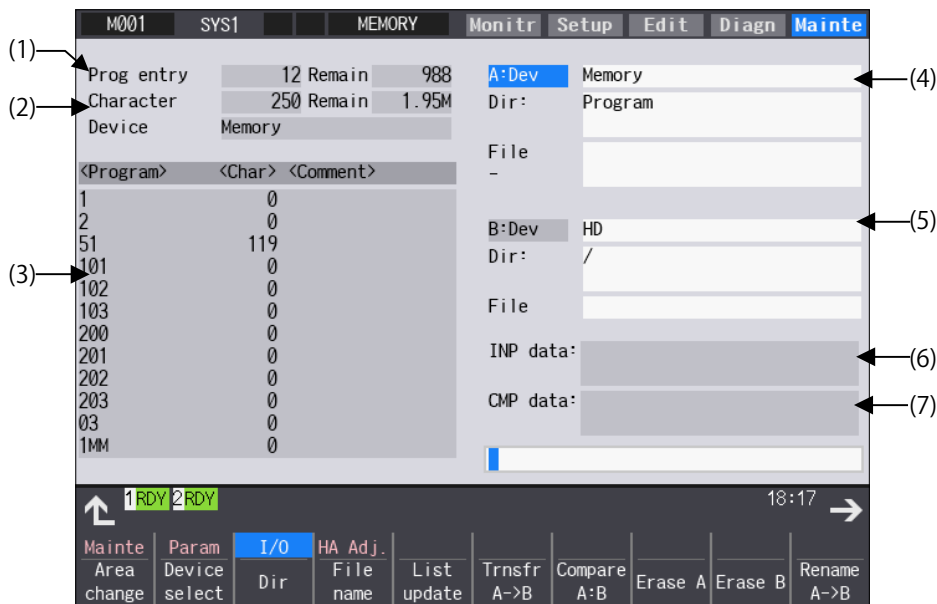 M001 SYS1 MEMORY Monitr Setup Edit Diagn Mainte
(1)
Prog entry 12 Remain 988
(2)
Character 250 Remain 1.95M
Device Memory
<Program> <Char> <Comment>
1 0
2 0
51 119
(3)
101 0
102 0
103 0
200 0
201 0
202 0
203 0
03 0
1MM 0
A:Dev Memory
(4)
Dir: Program
File
-
B:Dev HD
(5)
Dir: /
File
INP data:
(6)
CMP data:
(7)
1 RDY 2 RDY
18:17
Mainte Param I/O HA Adj.
Area change
Device select
Dir
File name
List update
Trnsfr A->B
Compare A:B
Erase A
Erase B
Rename A->B